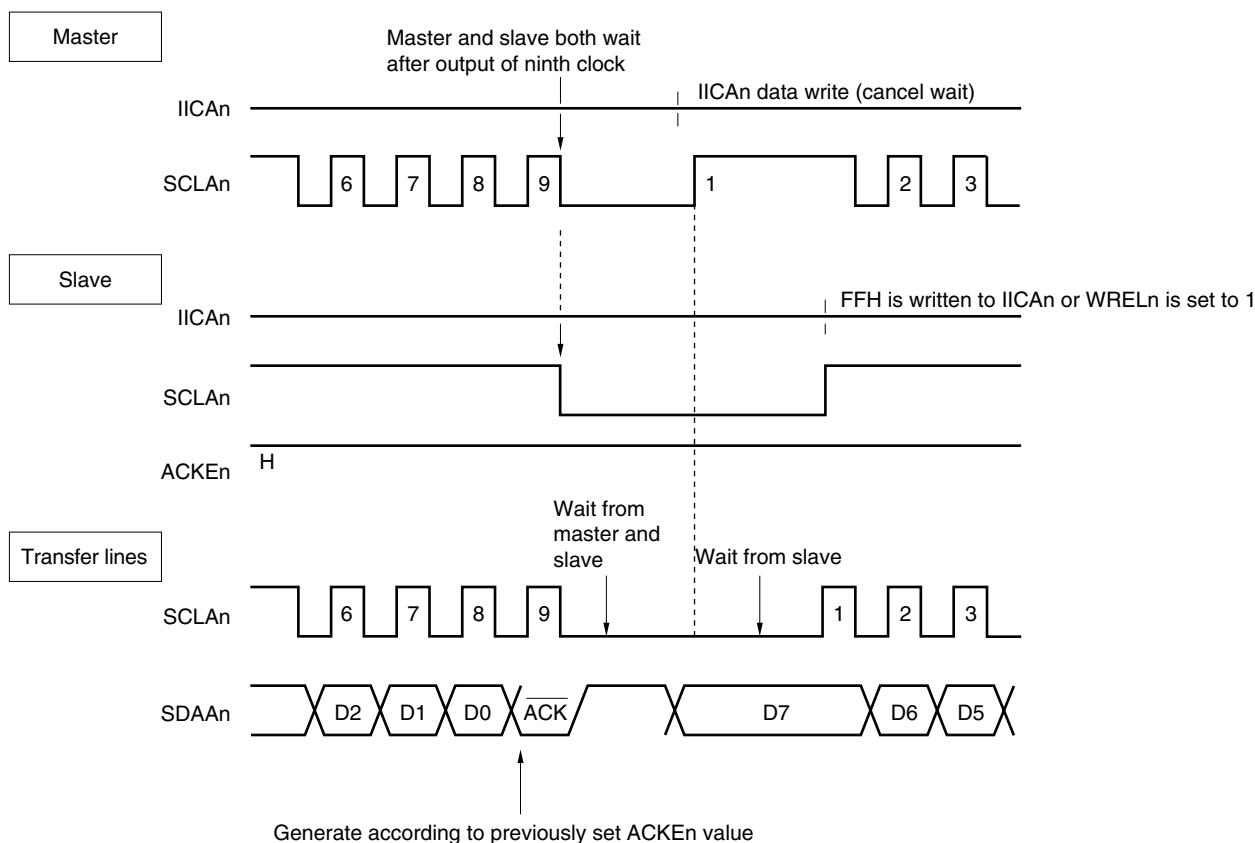 Master
Master and slave both wait
after output of ninth clock
IICAn
IICAn data write (cancel wait)
SCLAn
6 7 8 9 1 2 3
Slave
IICAn
FFH is written to IICAn or WRELn is set to 1
SCLAn
ACKEn
H
Transfer lines
Wait from
master and
slave
Wait from slave
SCLAn
6 7 8 9 1 2 3
SDAAn
D2 D1 D0 ACK D7 D6 D5
Generate according to previously set ACKEn value